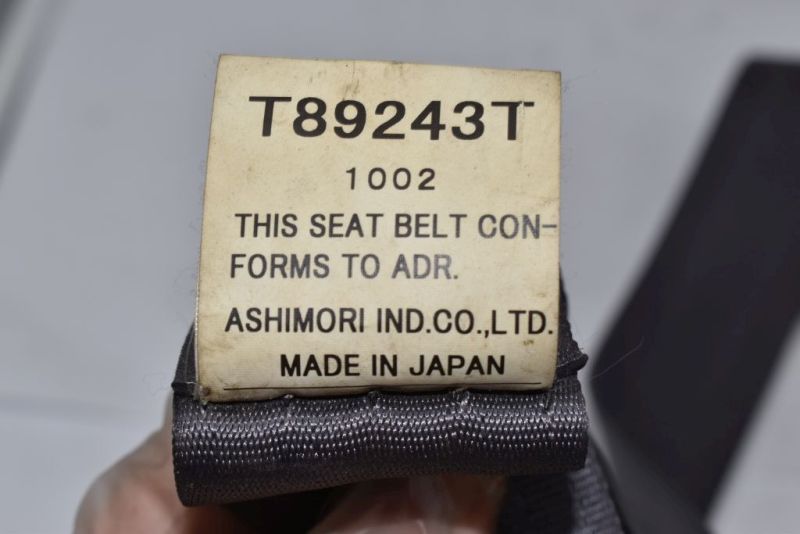 T89243T
1002
THIS SEAT BELT CON-
FORMS TO ADR.
ASHIMORI IND.CO.,LTD.
MADE IN JAPAN